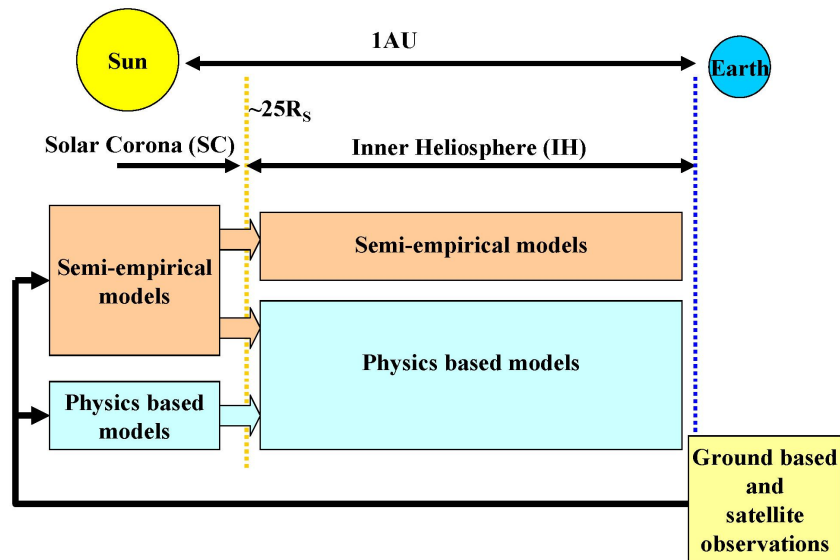 Sun
1AU
Earth
~25R_S
Solar Corona (SC)
Inner Heliosphere (IH)
Semi-empirical
models
Semi-empirical models
Physics based models
Physics based
models
Ground based
and
satellite
observations